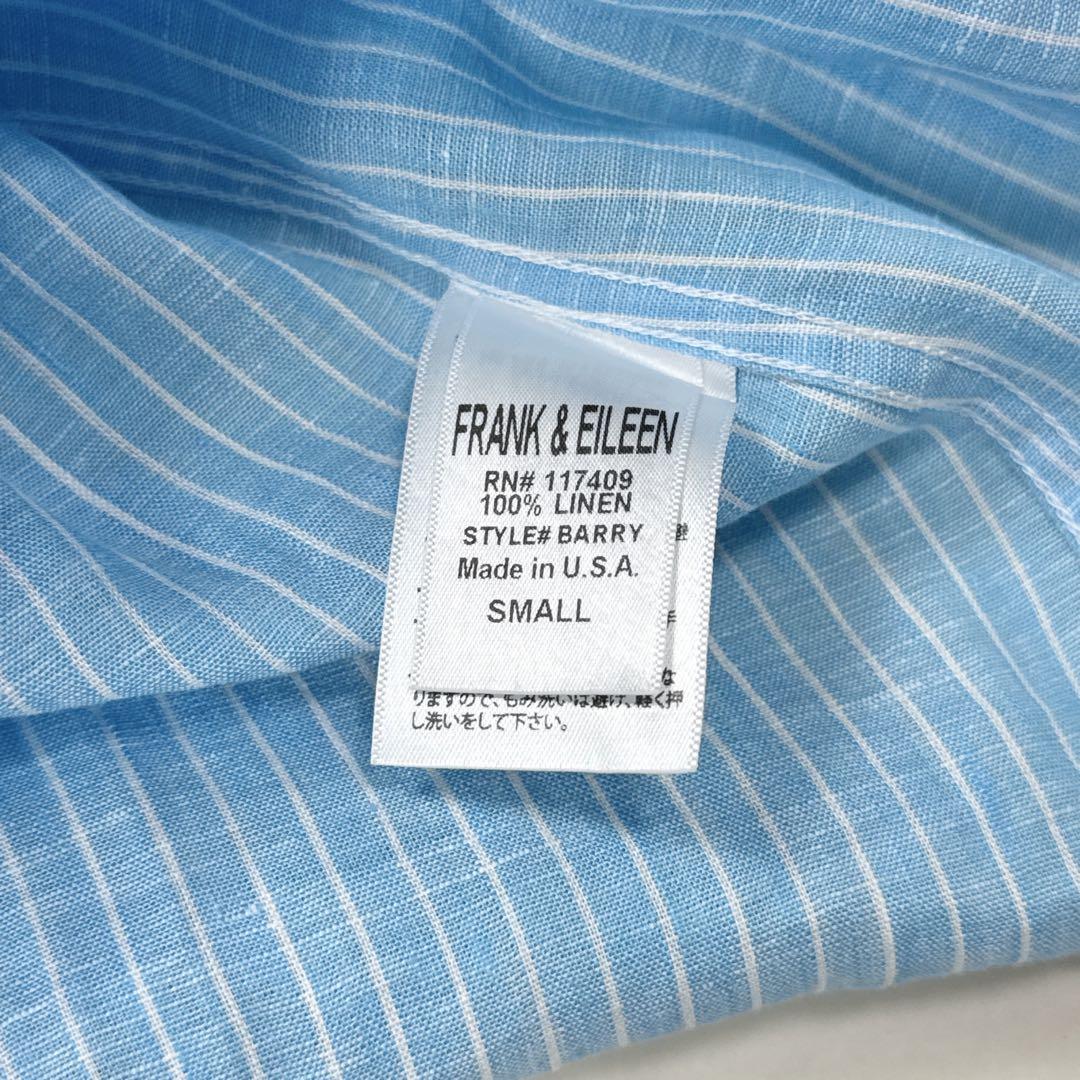 FRANK & EILEEN
RN# 117409
100% LINEN
STYLE# BARRY
Made in U.S.A.
SMALL
な
りますので、もみ洗いは避け、軽く押
し洗いをして下さい。